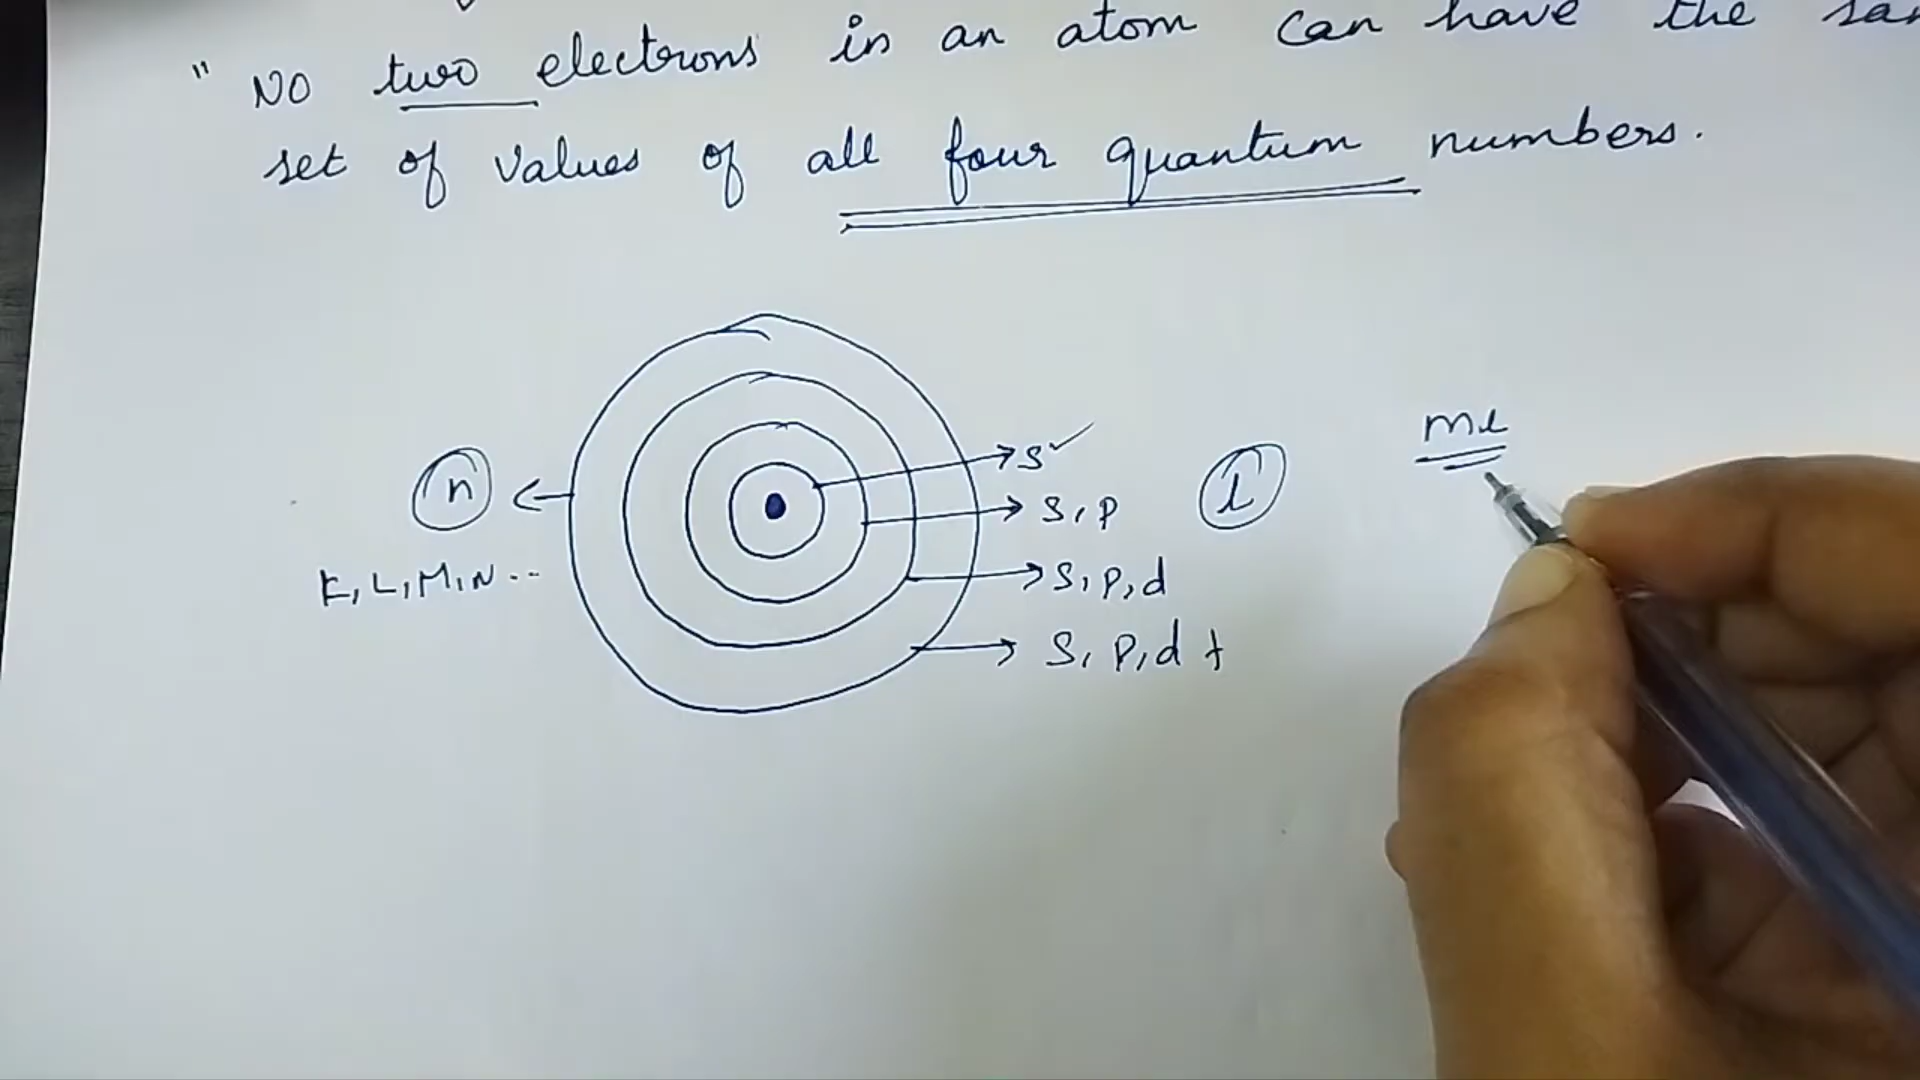 " No two electrons in an atom can have the
set of values of all four quantum numbers.
n
K, L, M, N ..
s✓
s, p
s, p, d
s, p, d f
l
ml